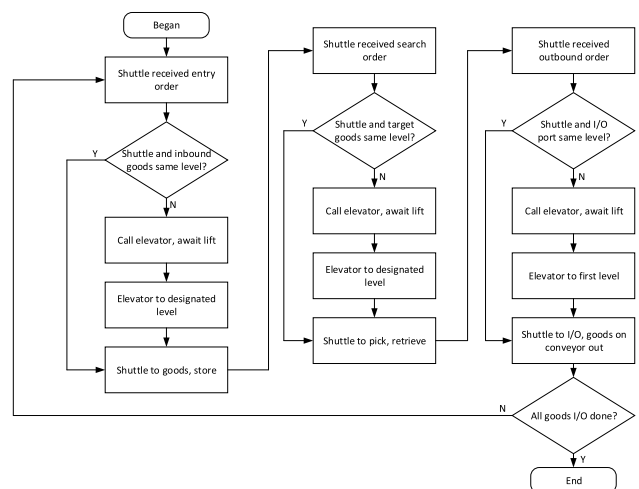 Began
Shuttle received entry
order
Y
Shuttle and inbound
goods same level?
N
Call elevator, await lift
Elevator to designated
level
Shuttle to goods, store
Shuttle received search
order
Y
Shuttle and target
goods same level?
N
Call elevator, await lift
Elevator to designated
level
Shuttle to pick, retrieve
Shuttle received
outbound order
Y
Shuttle and I/O
port same level?
N
Call elevator, await lift
Elevator to first level
Shuttle to I/O, goods on
conveyor out
N
All goods I/O done?
Y
End